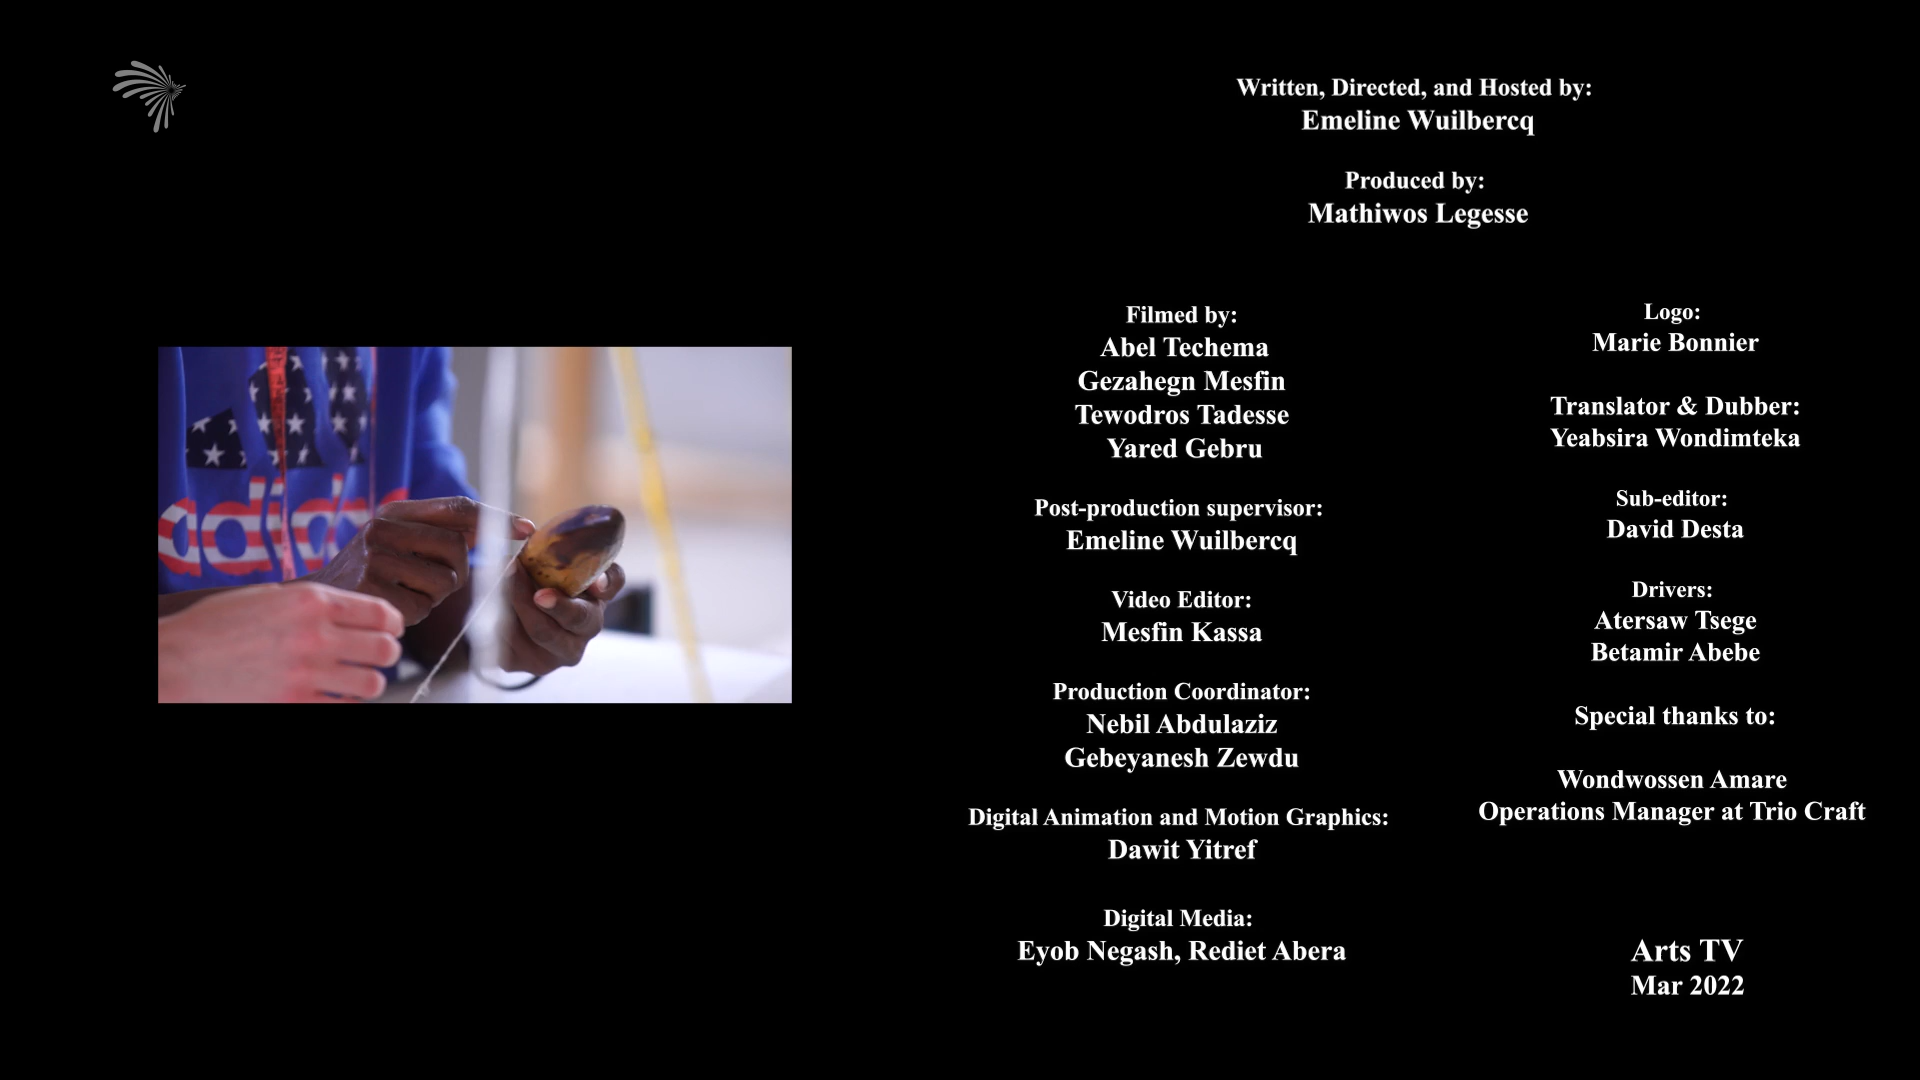 Written, Directed, and Hosted by:
Emeline Wuilbercq
Produced by:
Mathiwos Legesse
Filmed by:
Abel Techema
Gezahegn Mesfin
Tewodros Tadesse
Yared Gebru
Post-production supervisor:
Emeline Wuilbercq
Video Editor:
Mesfin Kassa
Production Coordinator:
Nebil Abdulaziz
Gebeyanesh Zewdu
Digital Animation and Motion Graphics:
Dawit Yitref
Digital Media:
Eyob Negash, Rediet Abera
Logo:
Marie Bonnier
Translator & Dubber:
Yeabsira Wondimteka
Sub-editor:
David Desta
Drivers:
Atersaw Tsege
Betamir Abebe
Special thanks to:
Wondwossen Amare
Operations Manager at Trio Craft
Arts TV
Mar 2022
adidas